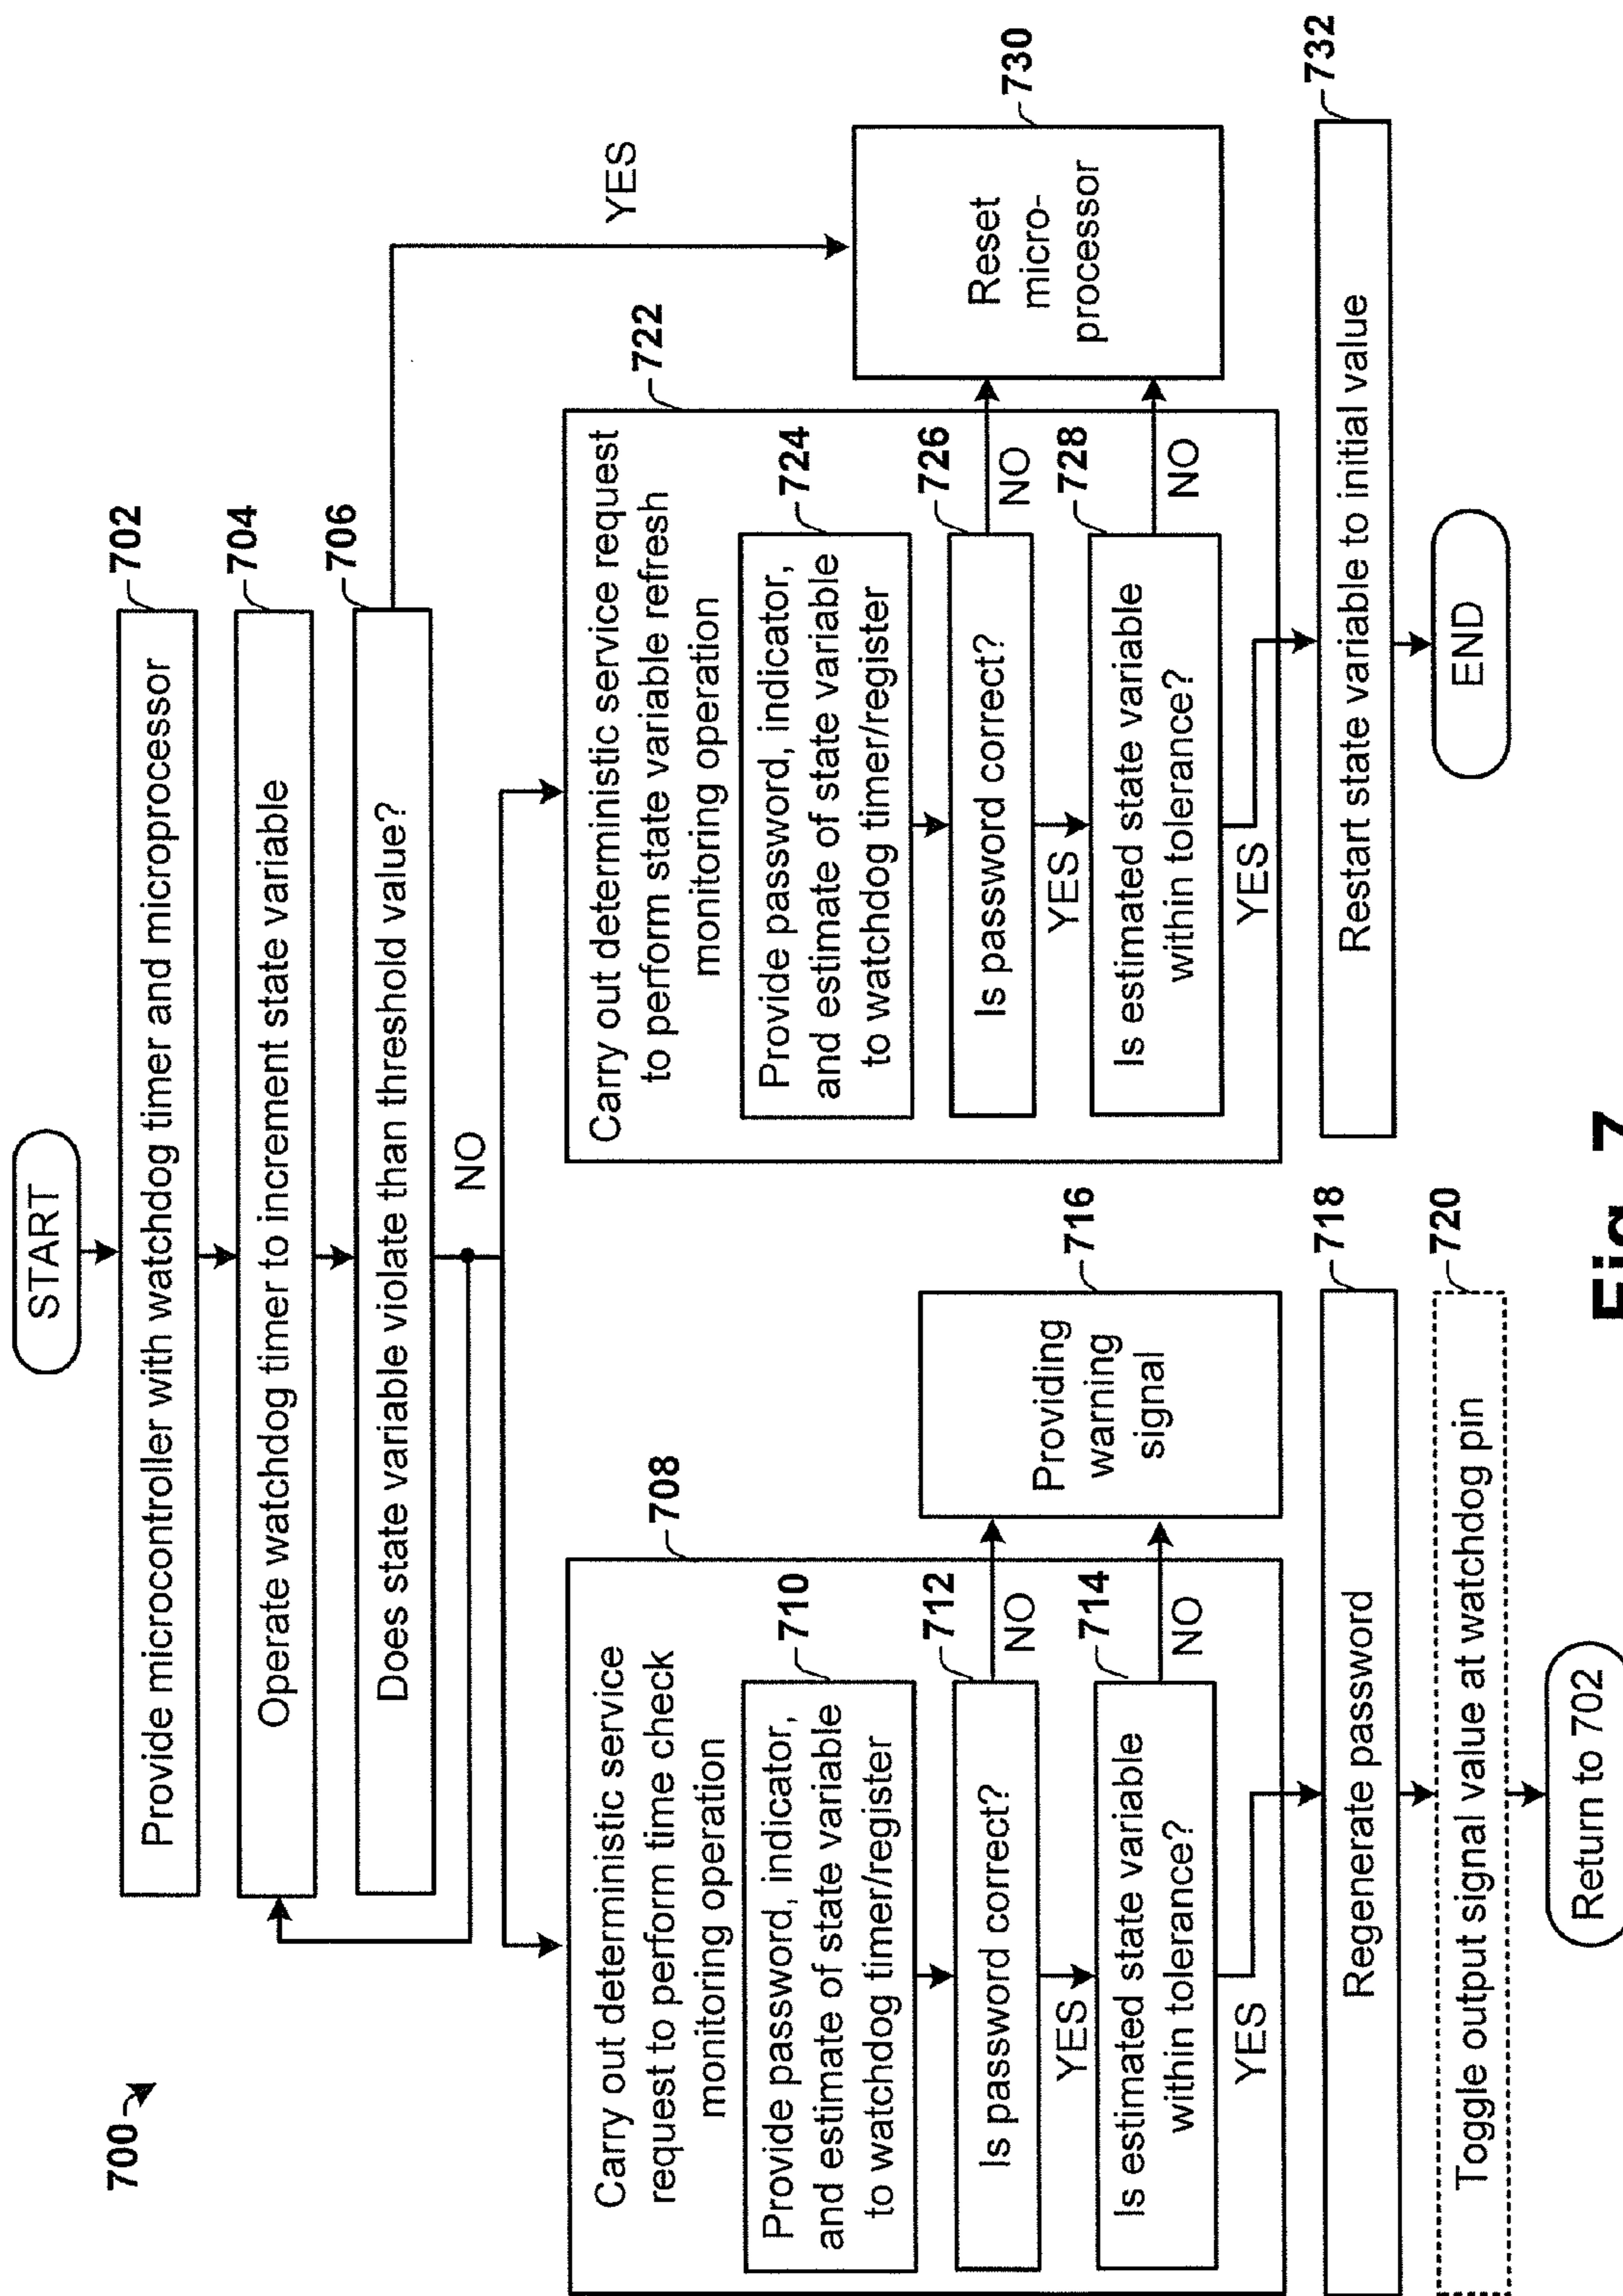 700
START
Provide microcontroller with watchdog timer and microprocessor
702
Operate watchdog timer to increment state variable
704
Does state variable violate than threshold value?
706
NO
YES
Carry out deterministic service
request to perform time check
monitoring operation
708
Provide password, indicator,
and estimate of state variable
to watchdog timer/register
710
Is password correct?
712
NO
YES
Is estimated state variable
within tolerance?
714
NO
YES
Providing
warning
signal
716
Regenerate password
718
Toggle output signal value at watchdog pin
720
Return to 702
Carry out deterministic service request
to perform state variable refresh
monitoring operation
722
Provide password, indicator,
and estimate of state variable
to watchdog timer/register
724
Is password correct?
726
NO
YES
Is estimated state variable
within tolerance?
728
NO
YES
Reset
micro-
processor
730
Restart state variable to initial value
732
END
Fig. 7